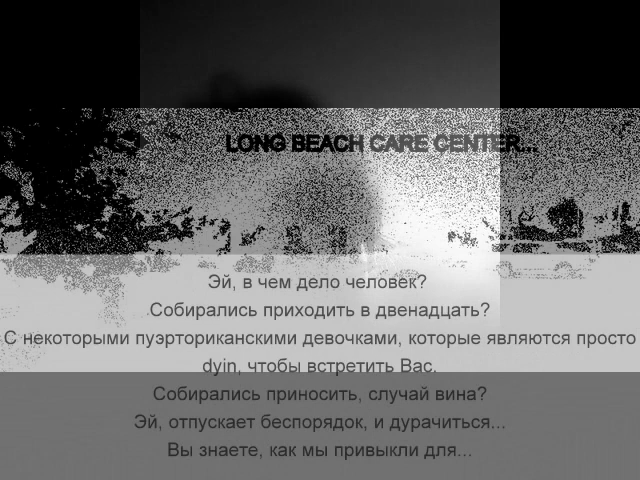 LONG BEACH CARE CENTER...
Эй, в чем дело человек?
Собирались приходить в двенадцать?
С некоторыми пуэрториканскими девочками, которые являются просто
dyin, чтобы встретить Вас.
Собирались приносить, случай вина?
Эй, отпускает беспорядок, и дурачиться...
Вы знаете, как мы привыкли для...